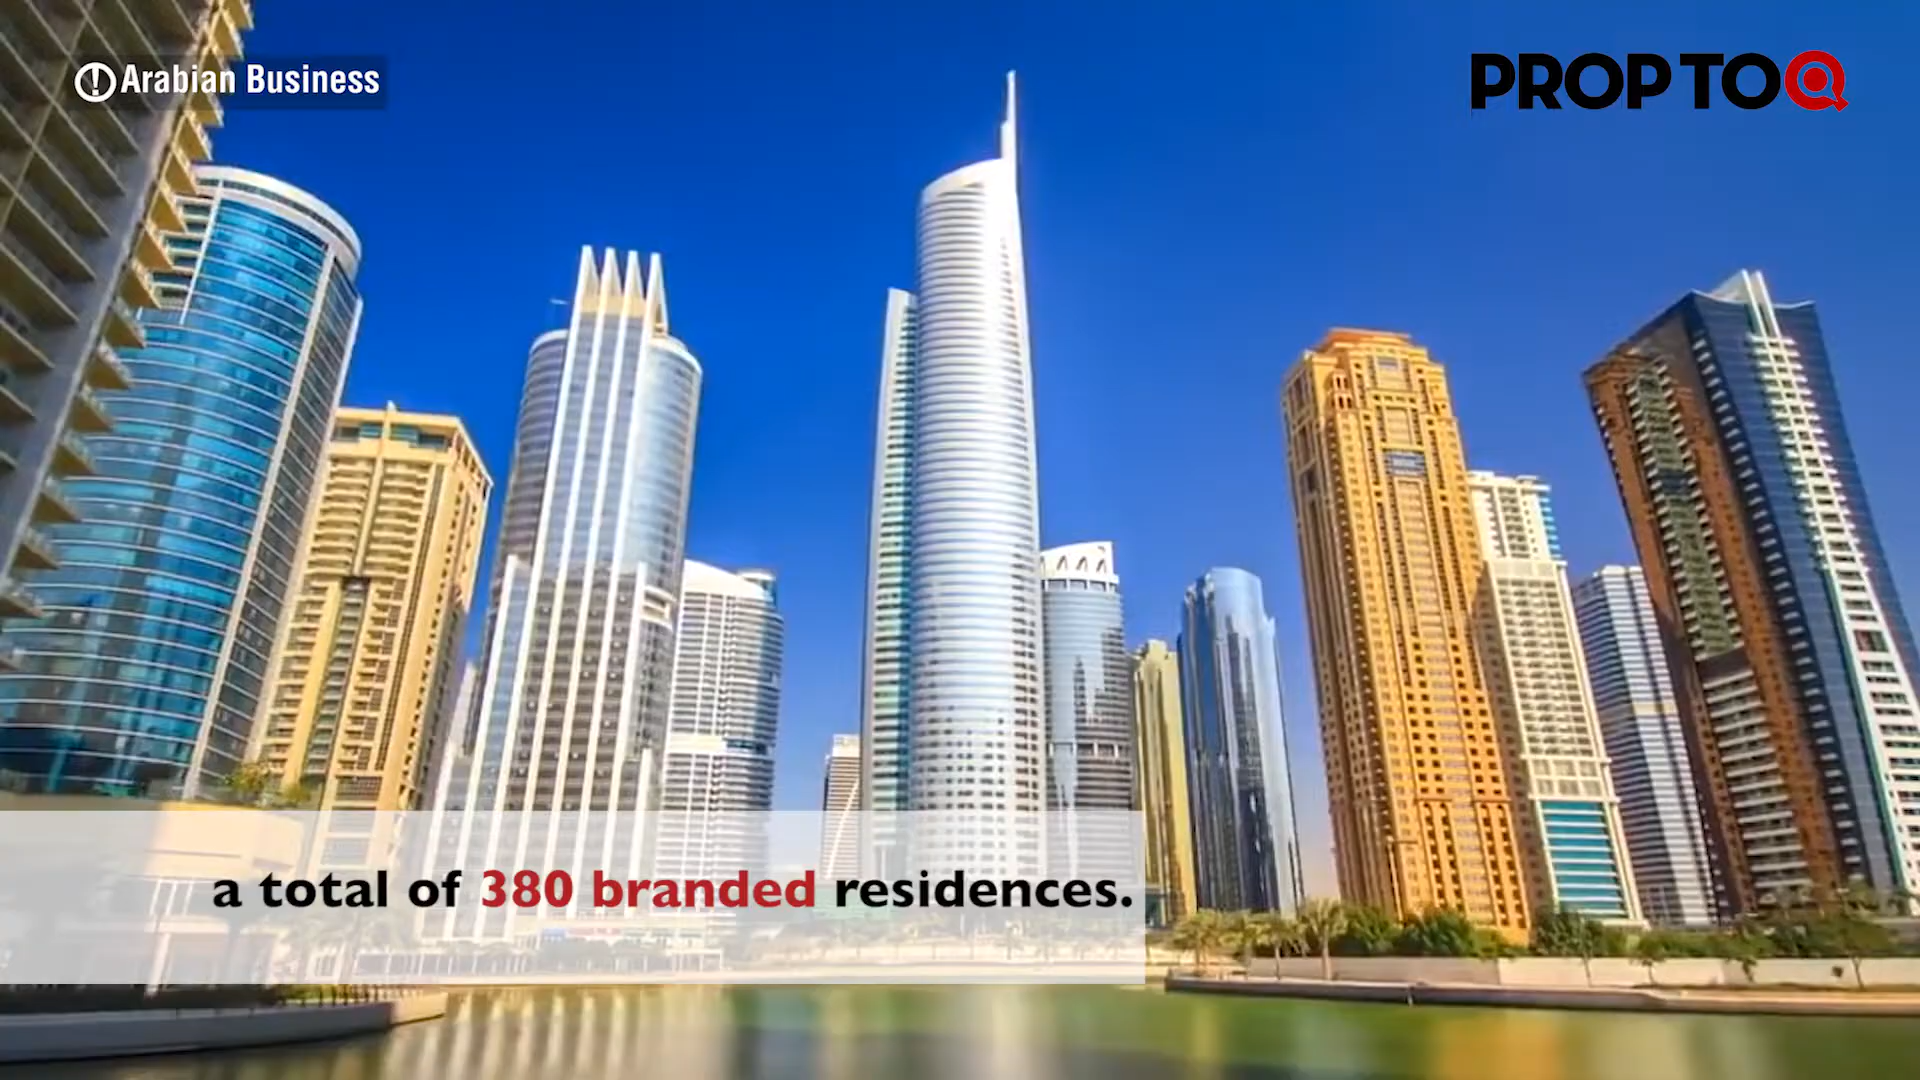 Arabian Business
PROPTOQ
a total of 380 branded residences.